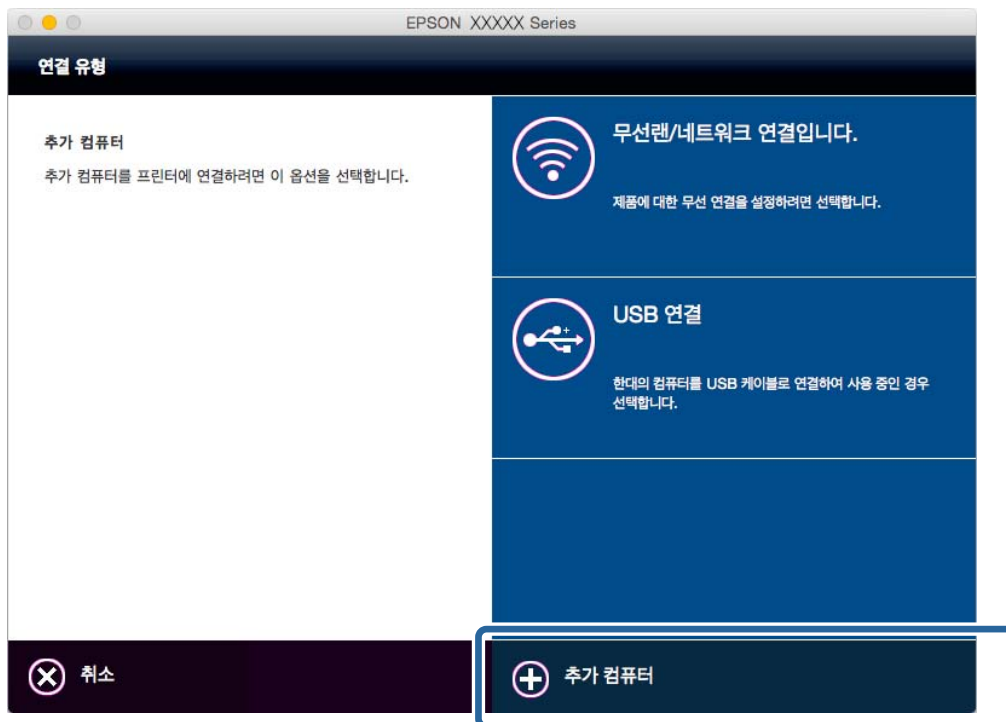 EPSON XXXXX Series
연결 유형
추가 컴퓨터
추가 컴퓨터를 프린터에 연결하려면 이 옵션을 선택합니다.
무선랜/네트워크 연결입니다.
제품에 대한 무선 연결을 설정하려면 선택합니다.
USB 연결
한대의 컴퓨터를 USB 케이블로 연결하여 사용 중인 경우
선택합니다.
취소
추가 컴퓨터